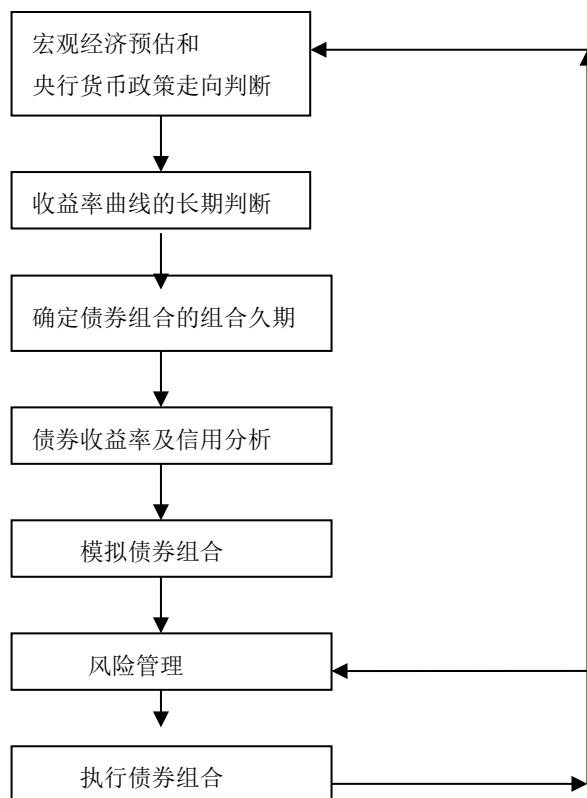 宏观经济预估和
央行货币政策走向判断
收益率曲线的长期判断
确定债券组合的组合久期
债券收益率及信用分析
模拟债券组合
风险管理
执行债券组合